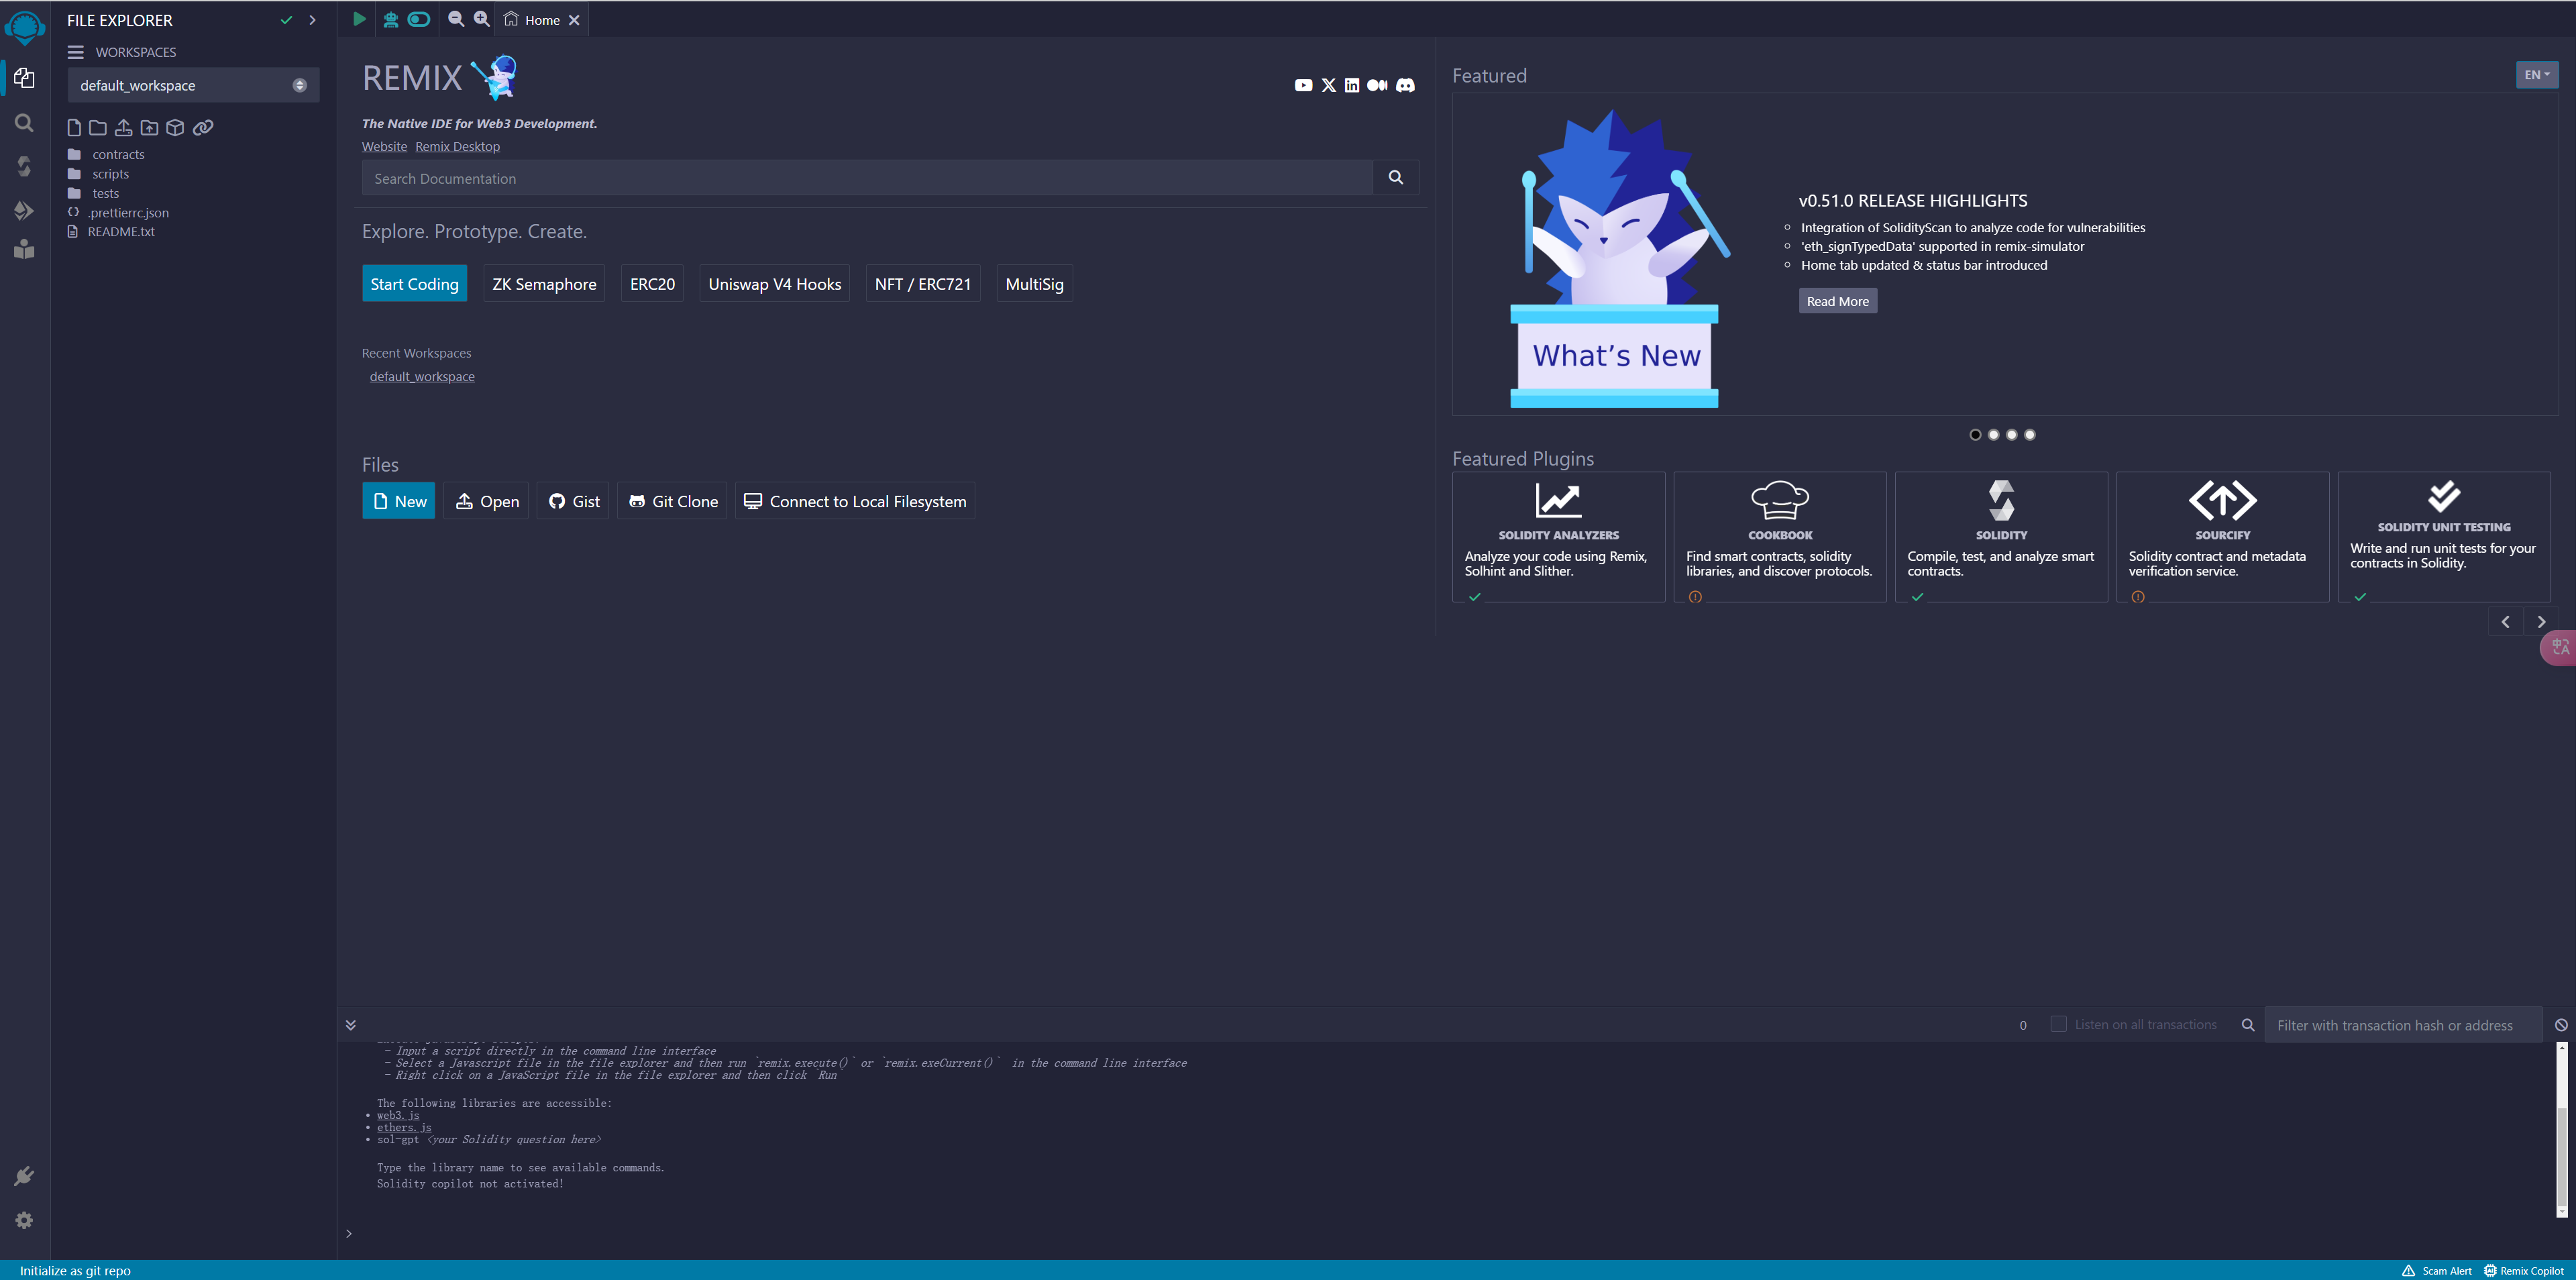 FILE EXPLORER
WORKSPACES
default_workspace
contracts
scripts
tests
.prettierrc.json
README.txt
Home
REMIX
The Native IDE for Web3 Development.
Website Remix Desktop
Search Documentation
Explore. Prototype. Create.
Start Coding ZK Semaphore ERC20 Uniswap V4 Hooks NFT / ERC721 MultiSig
Recent Workspaces
default_workspace
Files
New Open Gist Git Clone Connect to Local Filesystem
Featured
EN
What's New
v0.51.0 RELEASE HIGHLIGHTS
Integration of SolidityScan to analyze code for vulnerabilities
'eth_signTypedData' supported in remix-simulator
Home tab updated & status bar introduced
Read More
Featured Plugins
SOLIDITY ANALYZERS
Analyze your code using Remix,
Solhint and Slither.
COOKBOOK
Find smart contracts, solidity
libraries, and discover protocols.
SOLIDITY
Compile, test, and analyze smart
contracts.
SOURCIFY
Solidity contract and metadata
verification service.
SOLIDITY UNIT TESTING
Write and run unit tests for your
contracts in Solidity.
中A
0 Listen on all transactions Filter with transaction hash or address
- Input a script directly in the command line interface
- Select a Javascript file in the file explorer and then run `remix.execute()` or `remix.exeCurrent()` in the command line interface
- Right click on a JavaScript file in the file explorer and then click `Run`
The following libraries are accessible:
• web3.js
• ethers.js
• sol-gpt <your Solidity question here>
Type the library name to see available commands.
Solidity copilot not activated!
>
Initialize as git repo
Scam Alert Remix Copilot